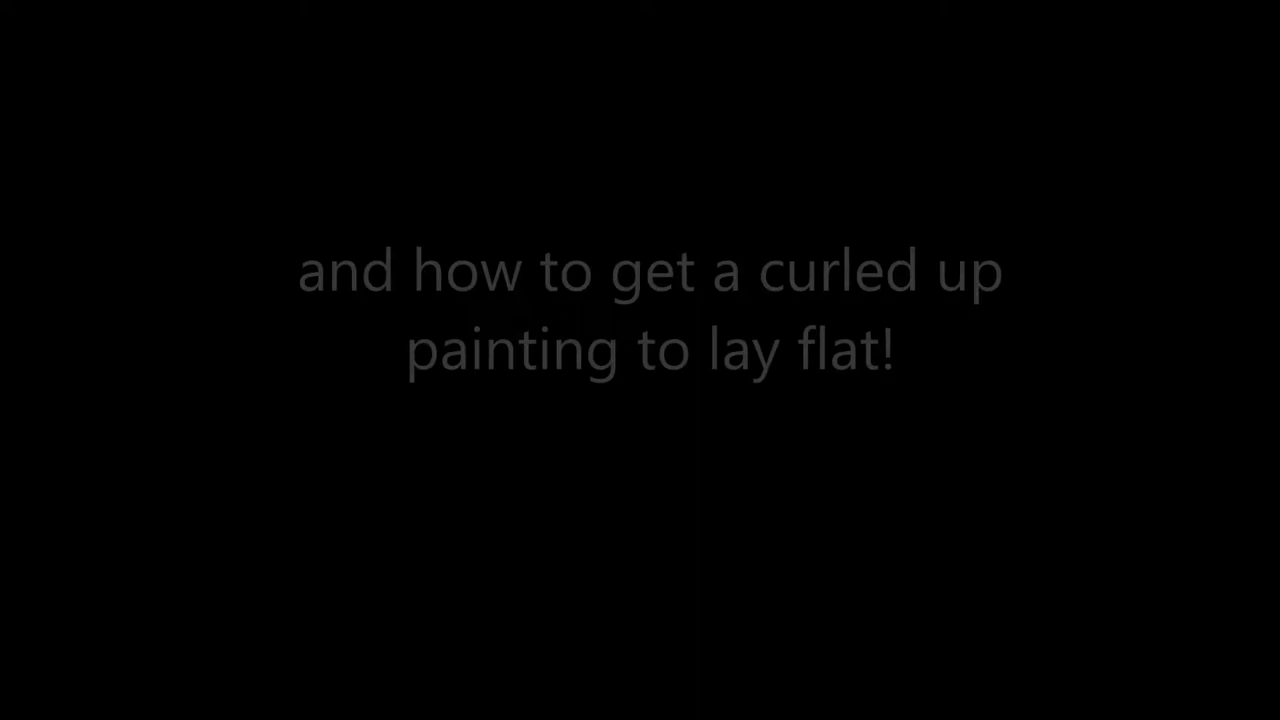 and how to get a curled up
painting to lay flat!